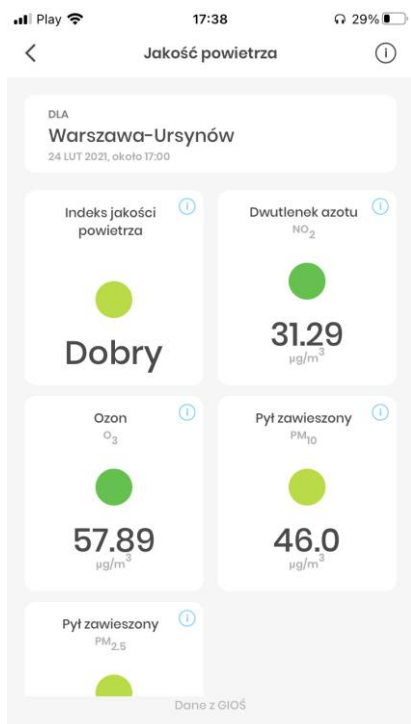 Play 17:38 29%
Jakość powietrza
DLA
Warszawa-Ursynów
24 LUT 2021, około 17:00
Indeks jakości
powietrza
Dobry
Dwutlenek azotu
NO2
31.29
µg/m3
Ozon
O3
57.89
µg/m3
Pył zawieszony
PM10
46.0
µg/m3
Pył zawieszony
PM2.5
Dane z GIOŚ